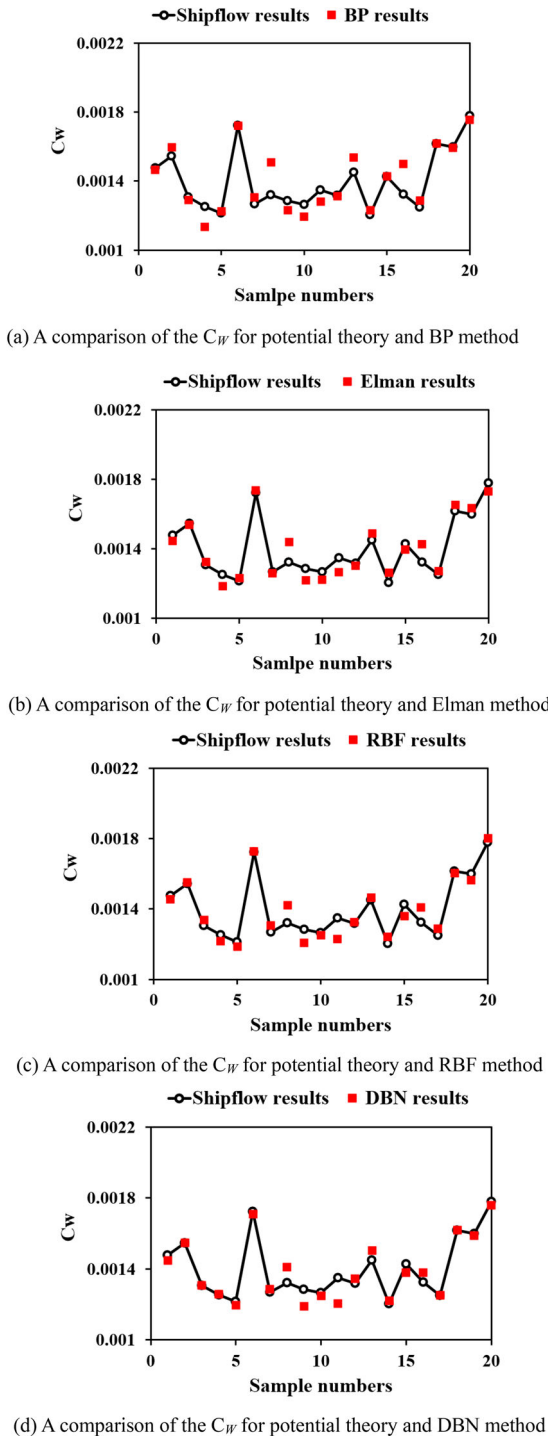 Shipflow results BP results
0.0022
0.0018
0.0014
0.001
Cw
0 5 10 15 20
Samlpe numbers
(a) A comparison of the CW for potential theory and BP method
Shipflow results Elman results
0.0022
0.0018
0.0014
0.001
Cw
0 5 10 15 20
Samlpe numbers
(b) A comparison of the CW for potential theory and Elman method
Shipflow resluts RBF results
0.0022
0.0018
0.0014
0.001
Cw
0 5 10 15 20
Sample numbers
(c) A comparison of the CW for potential theory and RBF method
Shipflow results DBN results
0.0022
0.0018
0.0014
0.001
Cw
0 5 10 15 20
Sample numbers
(d) A comparison of the CW for potential theory and DBN method